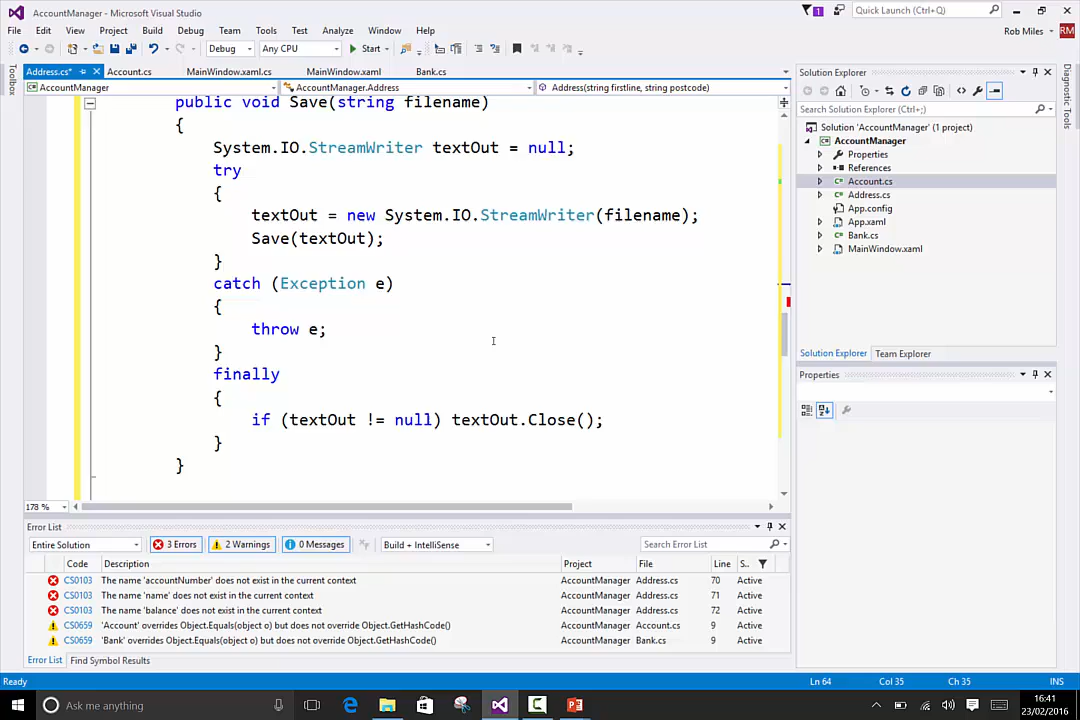 AccountManager - Microsoft Visual Studio
1
Quick Launch (Ctrl+Q)
File Edit View Project Build Debug Team Tools Test Analyze Window Help
Rob Miles RM
Debug Any CPU Start
Toolbox
Address.cs* Account.cs MainWindow.xaml.cs MainWindow.xaml Bank.cs
AccountManager AccountManager.Address Address(string firstline, string postcode)
public void Save(string filename)
{
System.IO.StreamWriter textOut = null;
try
{
textOut = new System.IO.StreamWriter(filename);
Save(textOut);
}
catch (Exception e)
{
throw e;
}
finally
{
if (textOut != null) textOut.Close();
}
}
178 %
Solution Explorer
Search Solution Explorer (Ctrl+;)
Solution 'AccountManager' (1 project)
AccountManager
Properties
References
Account.cs
Address.cs
App.config
App.xaml
Bank.cs
MainWindow.xaml
Solution Explorer Team Explorer
Properties
Diagnostic Tools
Error List
Entire Solution 3 Errors 2 Warnings 0 Messages Build + IntelliSense Search Error List
Code Description Project File Line S..
CS0103 The name 'accountNumber' does not exist in the current context AccountManager Address.cs 70 Active
CS0103 The name 'name' does not exist in the current context AccountManager Address.cs 71 Active
CS0103 The name 'balance' does not exist in the current context AccountManager Address.cs 72 Active
CS0659 'Account' overrides Object.Equals(object o) but does not override Object.GetHashCode() AccountManager Account.cs 9 Active
CS0659 'Bank' overrides Object.Equals(object o) but does not override Object.GetHashCode() AccountManager Bank.cs 9 Active
Error List Find Symbol Results
Ready Ln 64 Col 35 Ch 35 INS
Ask me anything
16:41
23/02/2016